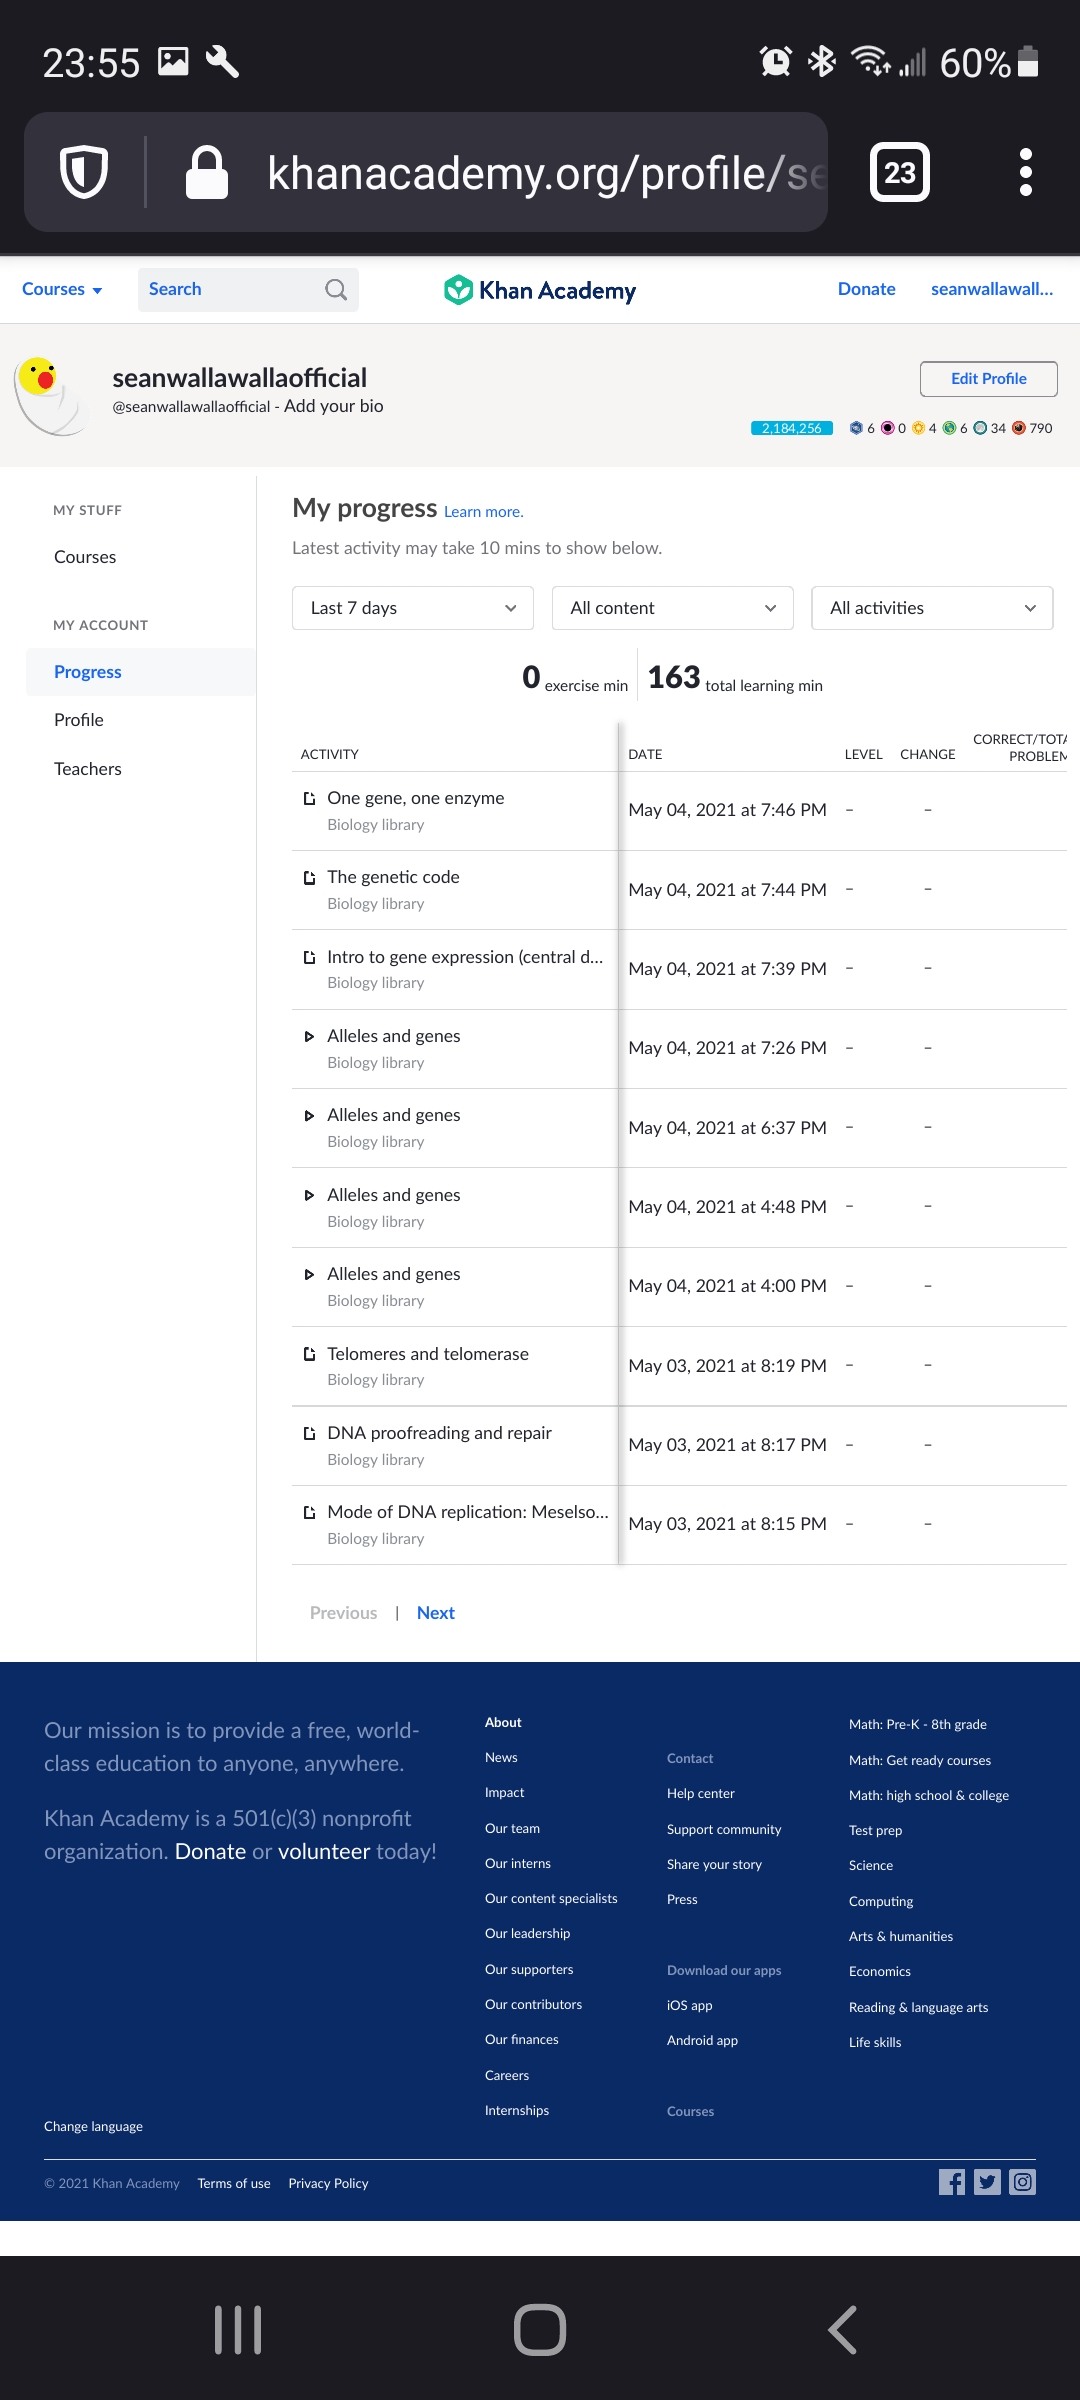 23:55
60%
khanacademy.org/profile/se
23
Courses
Search
Khan Academy
Donate
seanwallawall...
seanwallawallaofficial
@seanwallawallaofficial - Add your bio
Edit Profile
2,184,256
6 0 4 6 34 790
MY STUFF
Courses
MY ACCOUNT
Progress
Profile
Teachers
My progress Learn more.
Latest activity may take 10 mins to show below.
Last 7 days
All content
All activities
0 exercise min
163 total learning min
ACTIVITY DATE LEVEL CHANGE CORRECT/TOTA
PROBLEM
One gene, one enzyme
Biology library
May 04, 2021 at 7:46 PM – –
The genetic code
Biology library
May 04, 2021 at 7:44 PM – –
Intro to gene expression (central d...
Biology library
May 04, 2021 at 7:39 PM – –
Alleles and genes
Biology library
May 04, 2021 at 7:26 PM – –
Alleles and genes
Biology library
May 04, 2021 at 6:37 PM – –
Alleles and genes
Biology library
May 04, 2021 at 4:48 PM – –
Alleles and genes
Biology library
May 04, 2021 at 4:00 PM – –
Telomeres and telomerase
Biology library
May 03, 2021 at 8:19 PM – –
DNA proofreading and repair
Biology library
May 03, 2021 at 8:17 PM – –
Mode of DNA replication: Meselso...
Biology library
May 03, 2021 at 8:15 PM – –
Previous | Next
Our mission is to provide a free, world-
class education to anyone, anywhere.
Khan Academy is a 501(c)(3) nonprofit
organization. Donate or volunteer today!
About
News
Impact
Our team
Our interns
Our content specialists
Our leadership
Our supporters
Our contributors
Our finances
Careers
Internships
Contact
Help center
Support community
Share your story
Press
Download our apps
iOS app
Android app
Courses
Math: Pre-K - 8th grade
Math: Get ready courses
Math: high school & college
Test prep
Science
Computing
Arts & humanities
Economics
Reading & language arts
Life skills
Change language
© 2021 Khan Academy Terms of use Privacy Policy